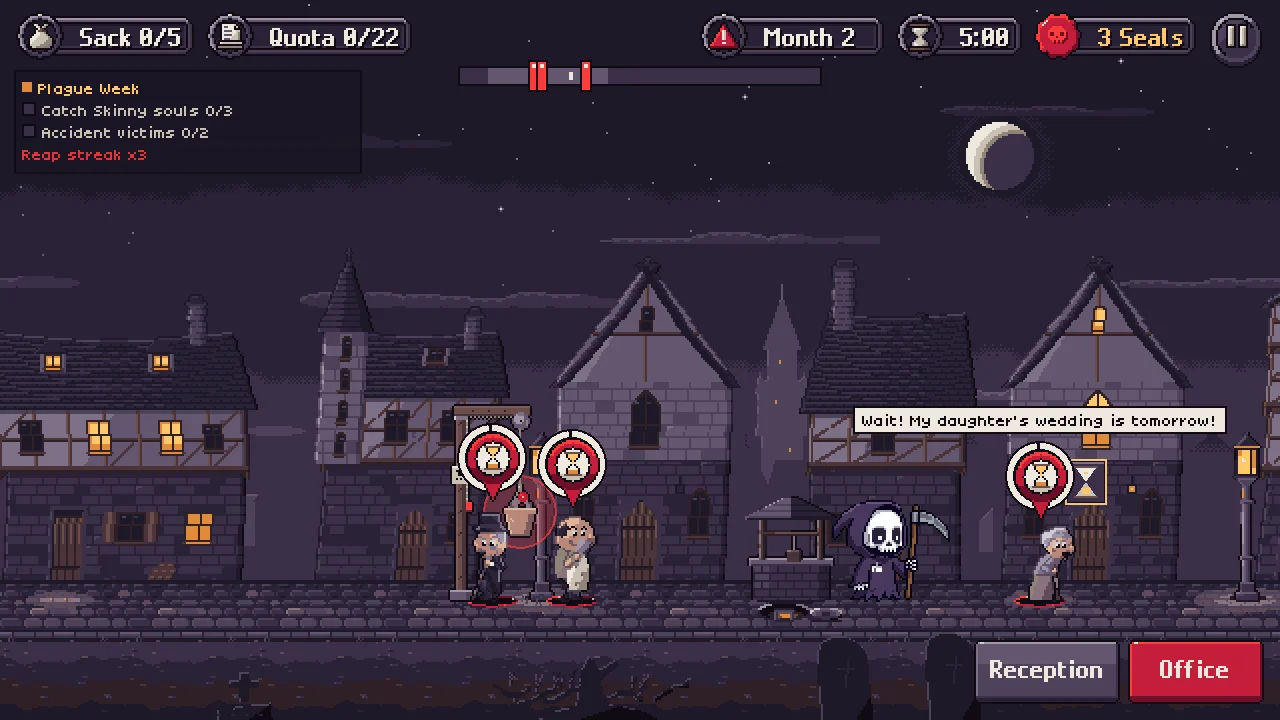 Sack 0/5
Quota 0/22
Month 2
5:00
3 Seals
Plague Week
Catch Skinny souls 0/3
Accident victims 0/2
Reap streak x3
Wait! My daughter's wedding is tomorrow!
Reception
Office